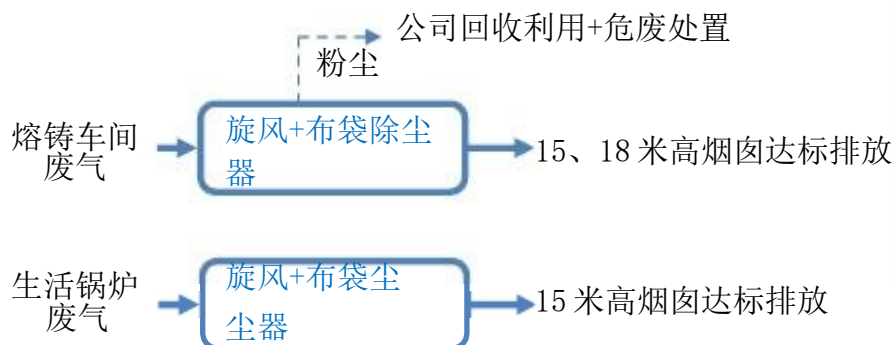 公司回收利用+危废处置
粉尘
熔铸车间
废气
旋风+布袋除尘
器
15、18 米高烟囱达标排放
生活锅炉
废气
旋风+布袋尘
尘器
15 米高烟囱达标排放